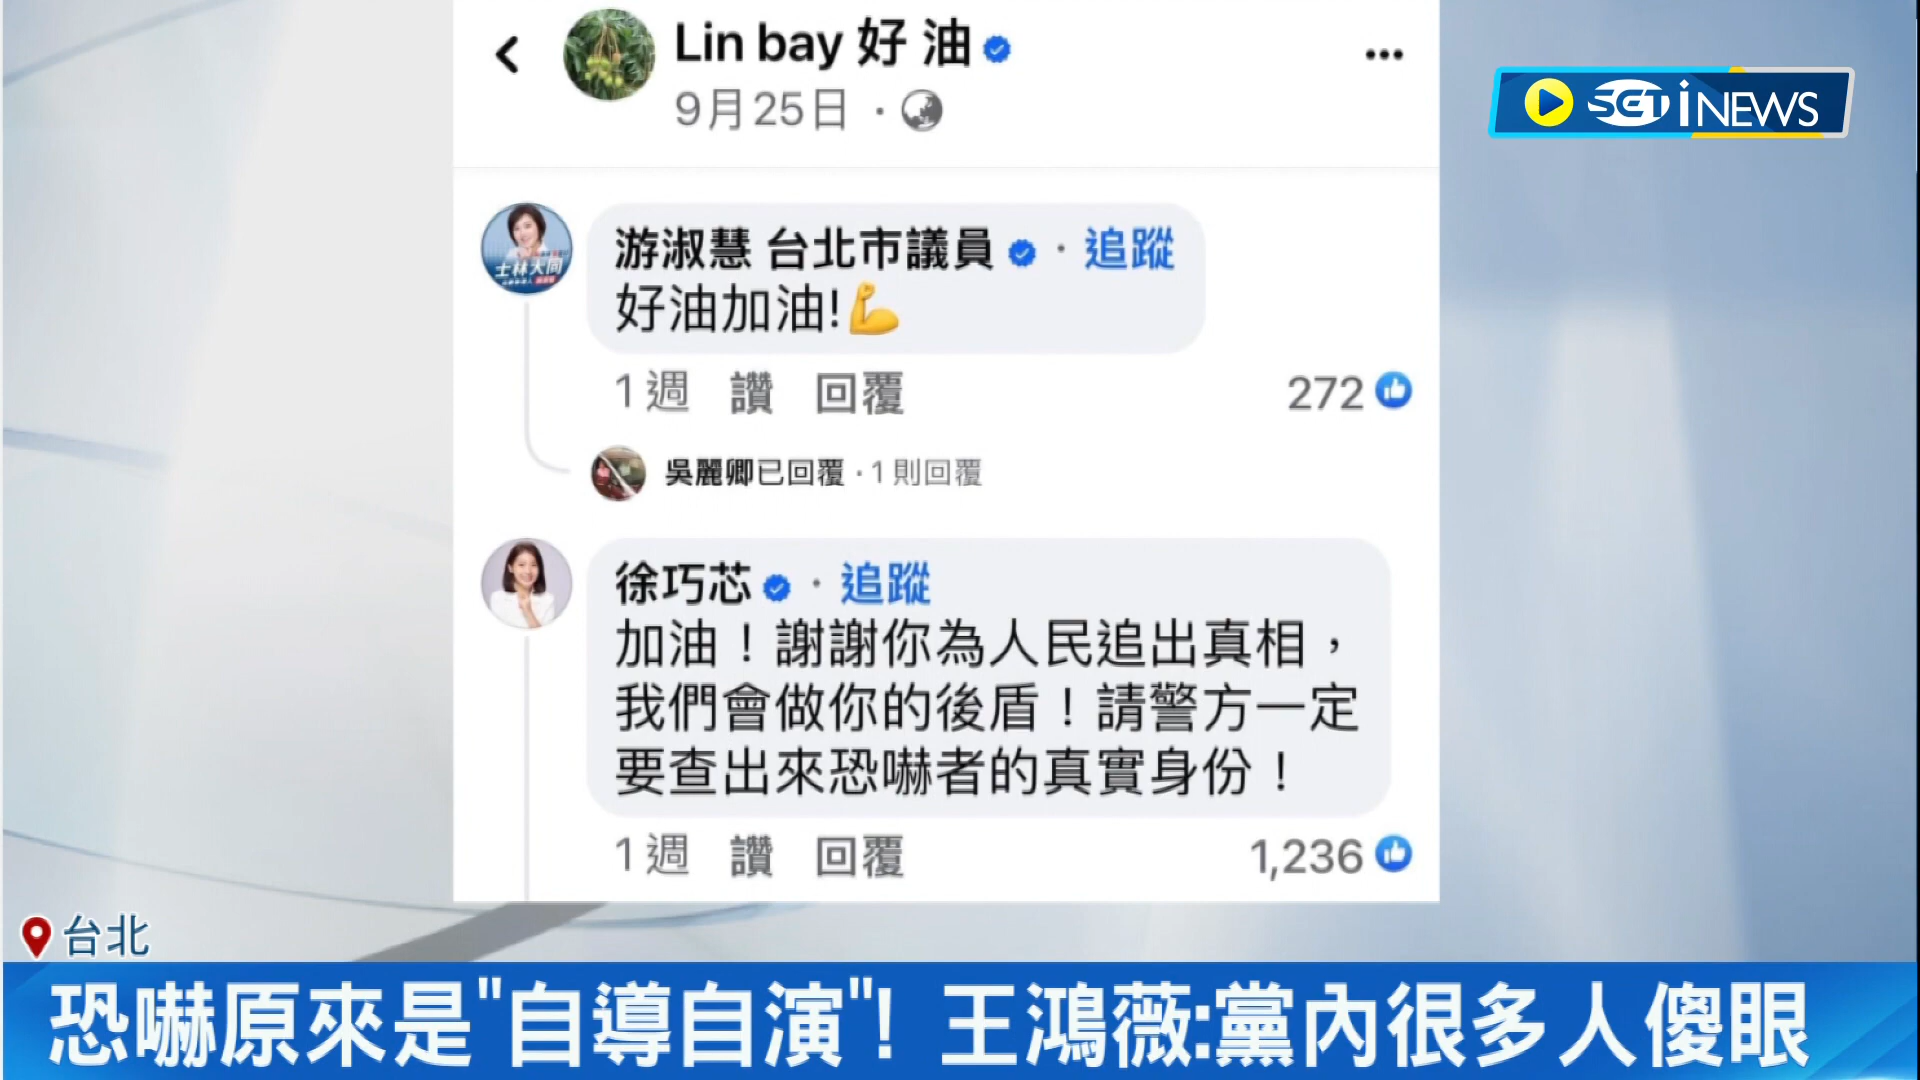 Lin bay 好 油
9月25日 ·
SET iNEWS
士林大同
游淑慧 台北市議員 · 追蹤
好油加油!💪
1週 讚 回覆 272
吳麗卿已回覆 · 1則回覆
徐巧芯 · 追蹤
加油！謝謝你為人民追出真相，
我們會做你的後盾！請警方一定
要查出來恐嚇者的真實身份！
1週 讚 回覆 1,236
台北
恐嚇原來是"自導自演"! 王鴻薇:黨內很多人傻眼